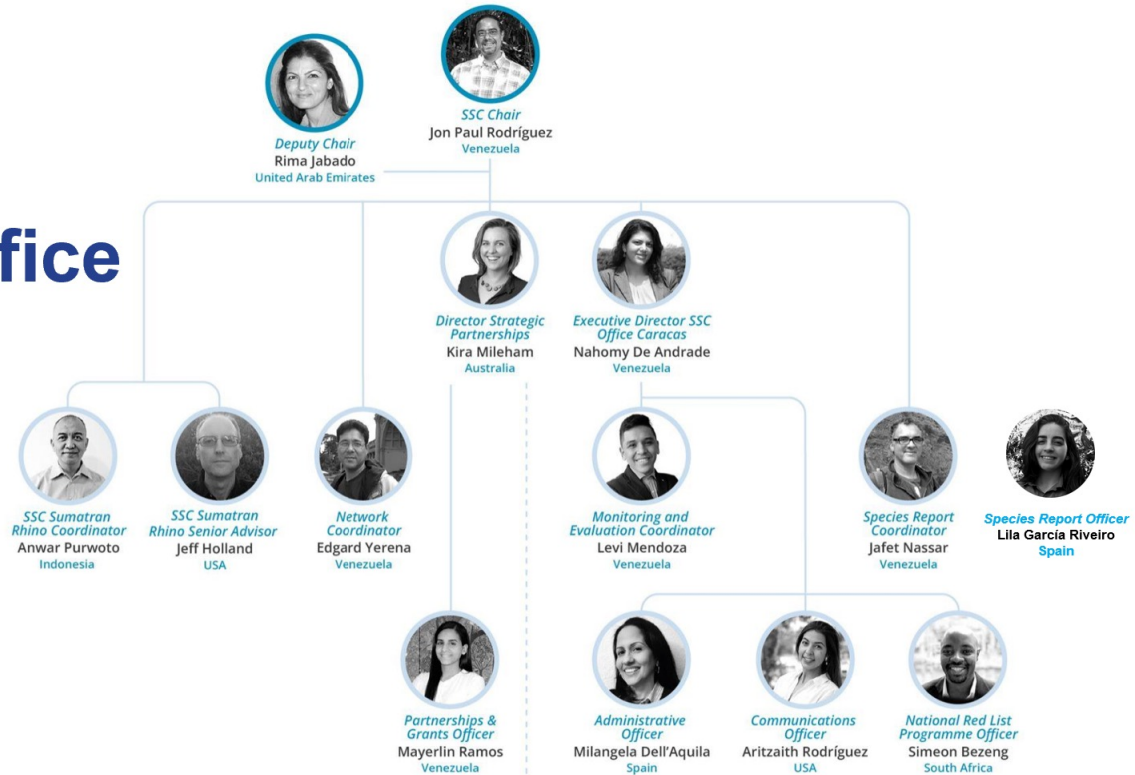 SSC Chair
Jon Paul Rodríguez
Venezuela
Deputy Chair
Rima Jabado
United Arab Emirates
fice
Director Strategic
Partnerships
Kira Mileham
Australia
Executive Director SSC
Office Caracas
Nahomy De Andrade
Venezuela
SSC Sumatran
Rhino Coordinator
Anwar Purwoto
Indonesia
SSC Sumatran
Rhino Senior Advisor
Jeff Holland
USA
Network
Coordinator
Edgard Yerena
Venezuela
Monitoring and
Evaluation Coordinator
Levi Mendoza
Venezuela
Species Report
Coordinator
Jafet Nassar
Venezuela
Species Report Officer
Lila García Riveiro
Spain
Partnerships &
Grants Officer
Mayerlin Ramos
Venezuela
Administrative
Officer
Milangela Dell'Aquila
Spain
Communications
Officer
Aritzaith Rodríguez
USA
National Red List
Programme Officer
Simeon Bezeng
South Africa